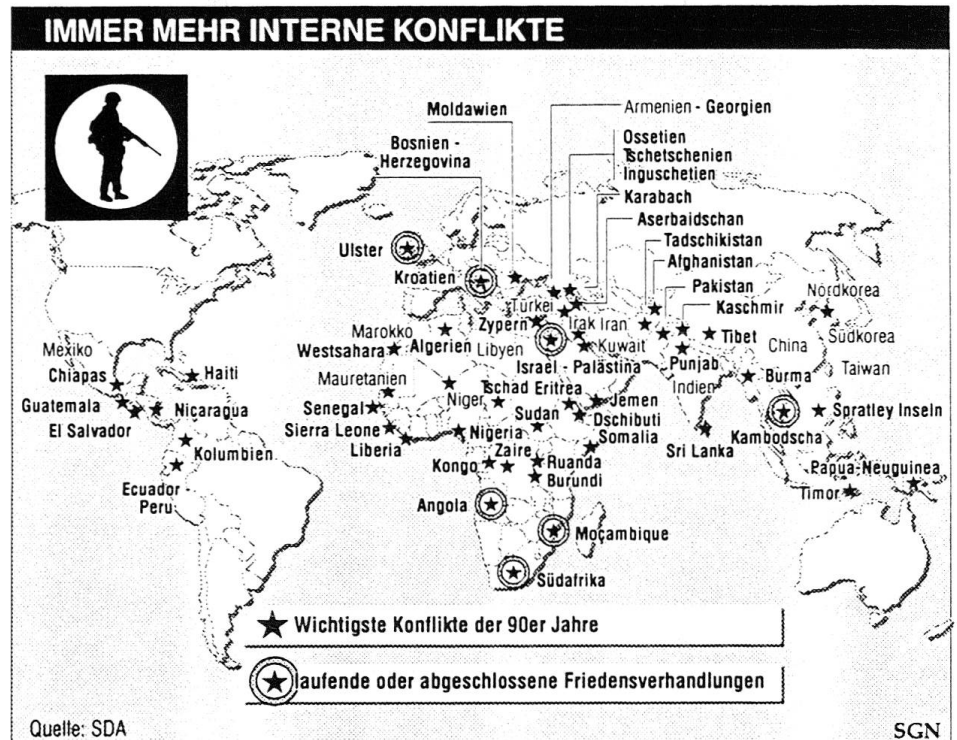 IMMER MEHR INTERNE KONFLIKTE
Moldawien
Armenien - Georgien
Bosnien -
Herzegovina
Ossetien
Tschetschenien
Inguschetien
Karabach
Aserbaidschan
Ulster
Tadschikistan
Afghanistan
Kroatien
Pakistan
Kaschmir
Nordkorea
Türkei
Marokko
Zypern
Irak Iran
Tibet
Südkorea
Mexiko
Westsahara
Algerien
Libyen
Kuwait
China
Chiapas
Haiti
Israel - Palästina
Punjab
Taiwan
Mauretanien
Tschad Eritrea
Indien
Burma
Guatemala
Nicaragua
Niger
Jemen
Senegal
Sudan
Dschibuti
Spratley Inseln
El Salvador
Sierra Leone
Nigeria
Somalia
Kambodscha
Kolumbien
Liberia
Zaire
Sri Lanka
Kongo
Ruanda
Papua-Neuguinea
Burundi
Ecuador
Peru
Timor
Angola
Moçambique
Südafrika
Wichtigste Konflikte der 90er Jahre
laufende oder abgeschlossene Friedensverhandlungen
Quelle: SDA
SGN